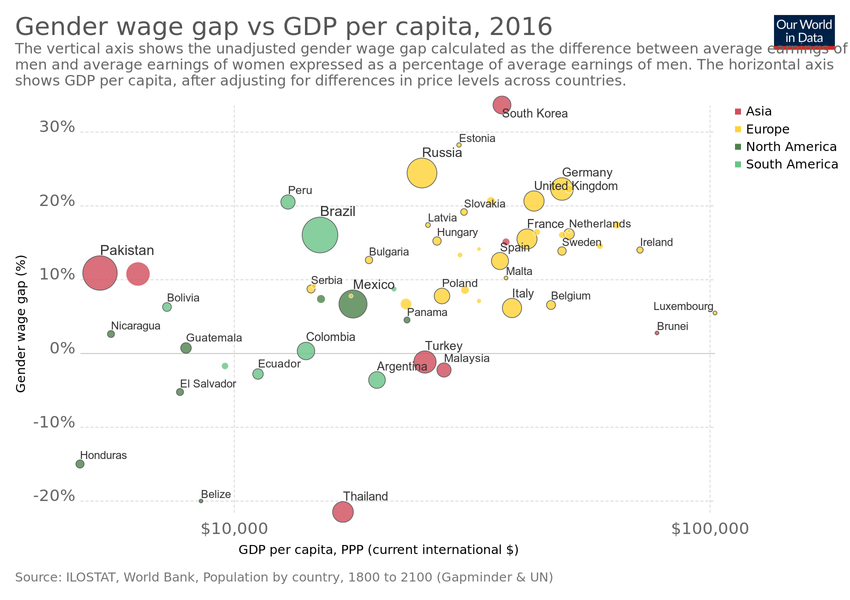 Gender wage gap vs GDP per capita, 2016
Our World
in Data
The vertical axis shows the unadjusted gender wage gap calculated as the difference between average earnings of
men and average earnings of women expressed as a percentage of average earnings of men. The horizontal axis
shows GDP per capita, after adjusting for differences in price levels across countries.
Asia
Europe
North America
South America
South Korea
30%
Estonia
Russia
Germany
United Kingdom
Peru
20%
Slovakia
Brazil
Latvia
France
Netherlands
Hungary
Spain
Sweden
Ireland
Pakistan
Bulgaria
Malta
10%
Serbia
Mexico
Poland
Italy
Belgium
Bolivia
Luxembourg
Panama
Nicaragua
Brunei
Guatemala
Colombia
0%
Turkey
Malaysia
Ecuador
Argentina
El Salvador
-10%
Honduras
Belize
Thailand
-20%
Gender wage gap (%)
$10,000
$100,000
GDP per capita, PPP (current international $)
Source: ILOSTAT, World Bank, Population by country, 1800 to 2100 (Gapminder & UN)